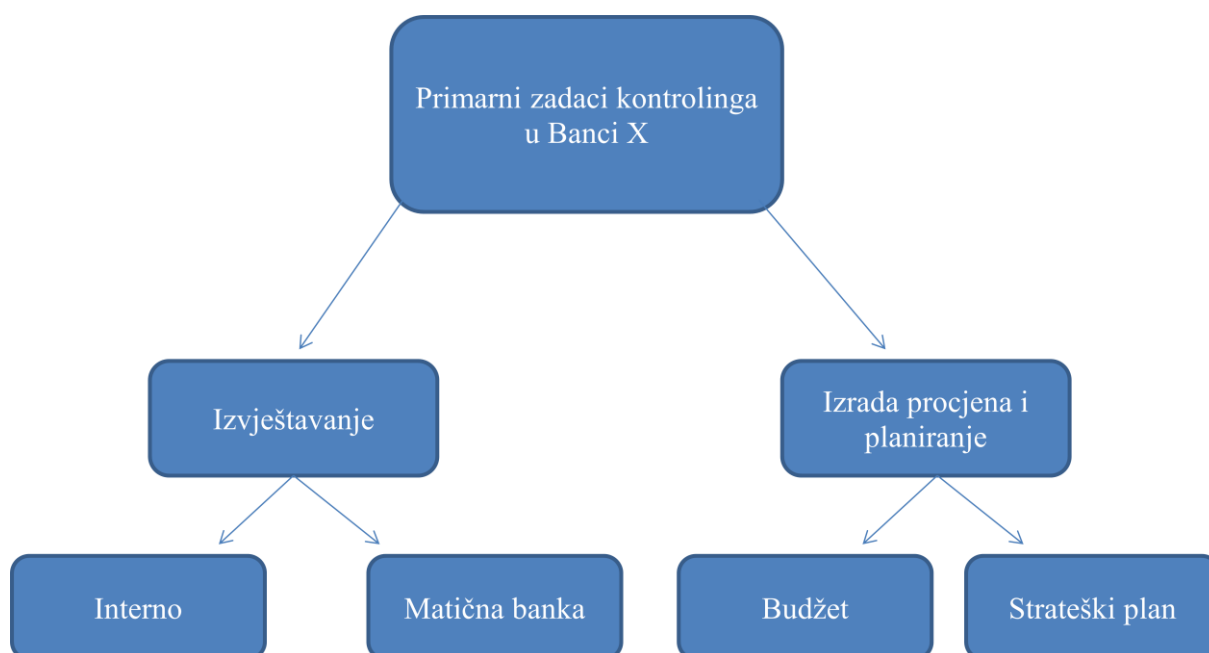 Primarni zadaci kontrolinga
u Banci X
Izvještavanje
Izrada procjena i
planiranje
Interno
Matična banka
Budžet
Strateški plan